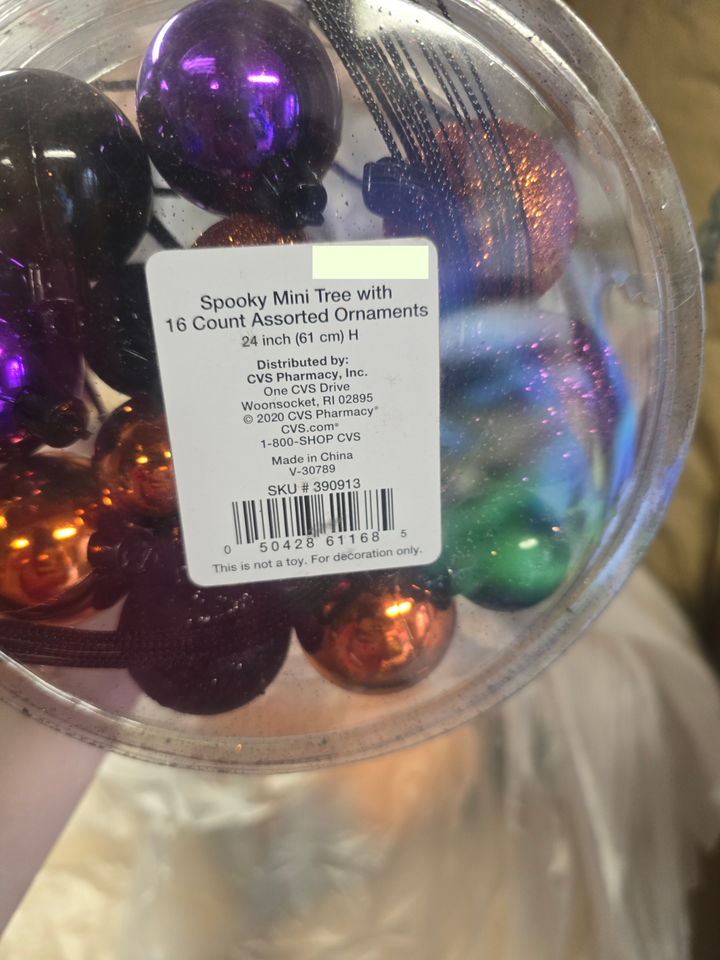 Spooky Mini Tree with
16 Count Assorted Ornaments
24 inch (61 cm) H
Distributed by:
CVS Pharmacy, Inc.
One CVS Drive
Woonsocket, RI 02895
© 2020 CVS Pharmacy®
CVS.com®
1-800-SHOP CVS
Made in China
V-30789
SKU # 390913
0 50428 61168 5
This is not a toy. For decoration only.